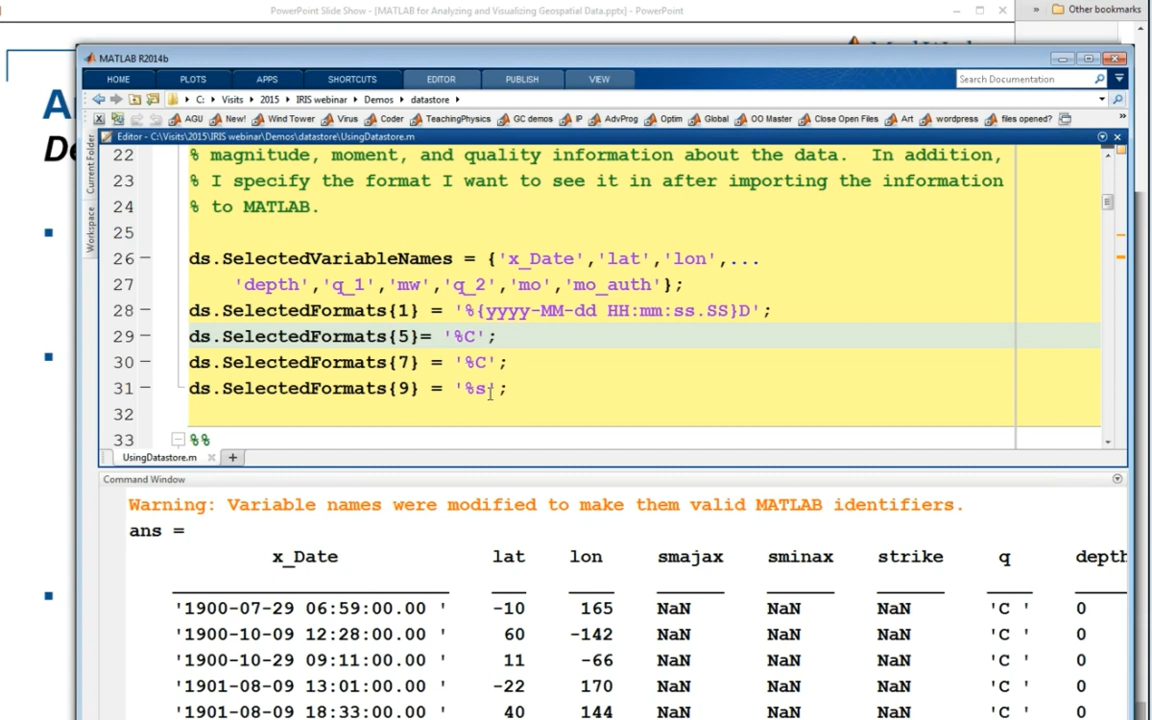 PowerPoint Slide Show - [MATLAB for Analyzing and Visualizing Geospatial Data.pptx] - PowerPoint
» Other bookmarks
MATLAB R2014b
HOME PLOTS APPS SHORTCUTS EDITOR PUBLISH VIEW Search Documentation
C: ▸ Visits ▸ 2015 ▸ IRIS webinar ▸ Demos ▸ datastore ▸
AGU New! Wind Tower Virus Coder TeachingPhysics GC demos IP AdvProg Optim Global OO Master Close Open Files Art wordpress files opened? »
Editor - C:\Visits\2015\IRIS webinar\Demos\datastore\UsingDatastore.m
Current Folder
Workspace
22 % magnitude, moment, and quality information about the data.  In addition,
23 % I specify the format I want to see it in after importing the information
24 % to MATLAB.
25
26 — ds.SelectedVariableNames = {'x_Date','lat','lon',...
27 'depth','q_1','mw','q_2','mo','mo_auth'};
28 — ds.SelectedFormats{1} = '%{yyyy-MM-dd HH:mm:ss.SS}D';
29 — ds.SelectedFormats{5}= '%C';
30 — ds.SelectedFormats{7} = '%C';
31 — ds.SelectedFormats{9} = '%s';
32
33 %%
UsingDatastore.m × +
Command Window
Warning: Variable names were modified to make them valid MATLAB identifiers.
ans =
x_Date lat lon smajax sminax strike q depth
'1900-07-29 06:59:00.00 ' -10 165 NaN NaN NaN 'C ' 0
'1900-10-09 12:28:00.00 ' 60 -142 NaN NaN NaN 'C ' 0
'1900-10-29 09:11:00.00 ' 11 -66 NaN NaN NaN 'C ' 0
'1901-08-09 13:01:00.00 ' -22 170 NaN NaN NaN 'C ' 0
'1901-08-09 18:33:00.00 ' 40 144 NaN NaN NaN 'C ' 0